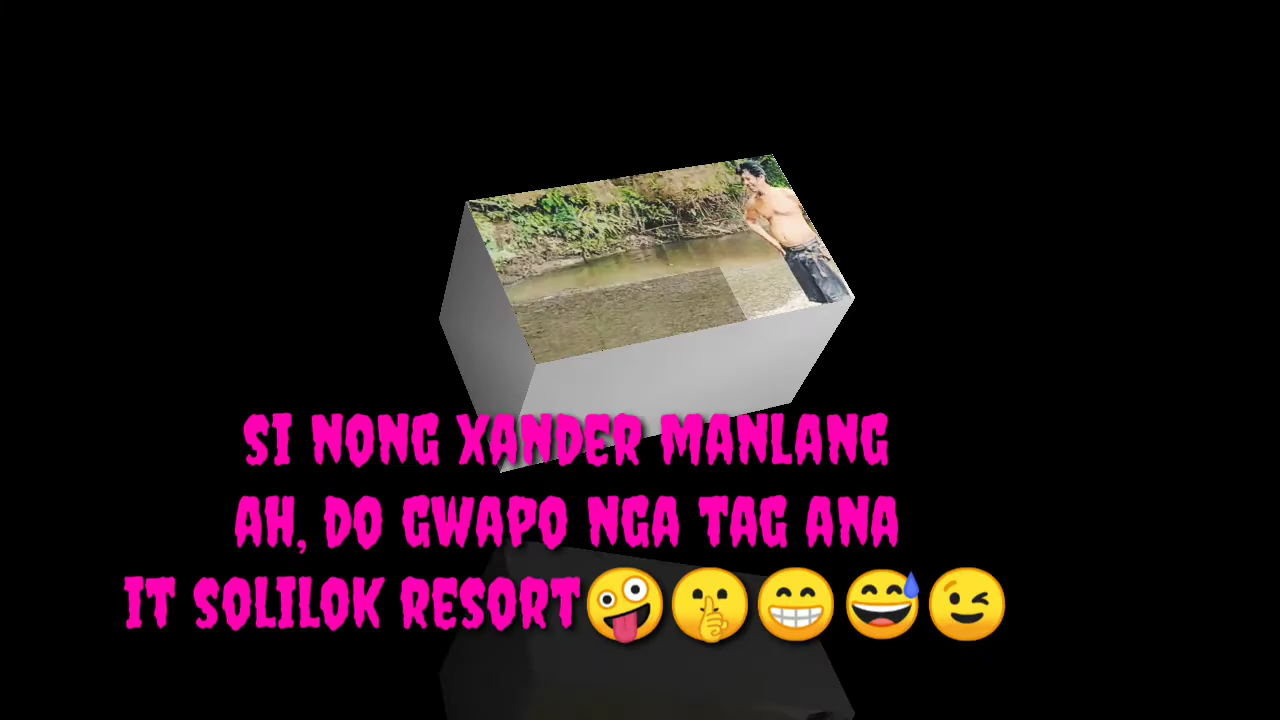 SI NONG XANDER MANLANG
AH, DO GWAPO NGA TAG ANA
IT SOLILOK RESORT🤪🤫😁😅😉